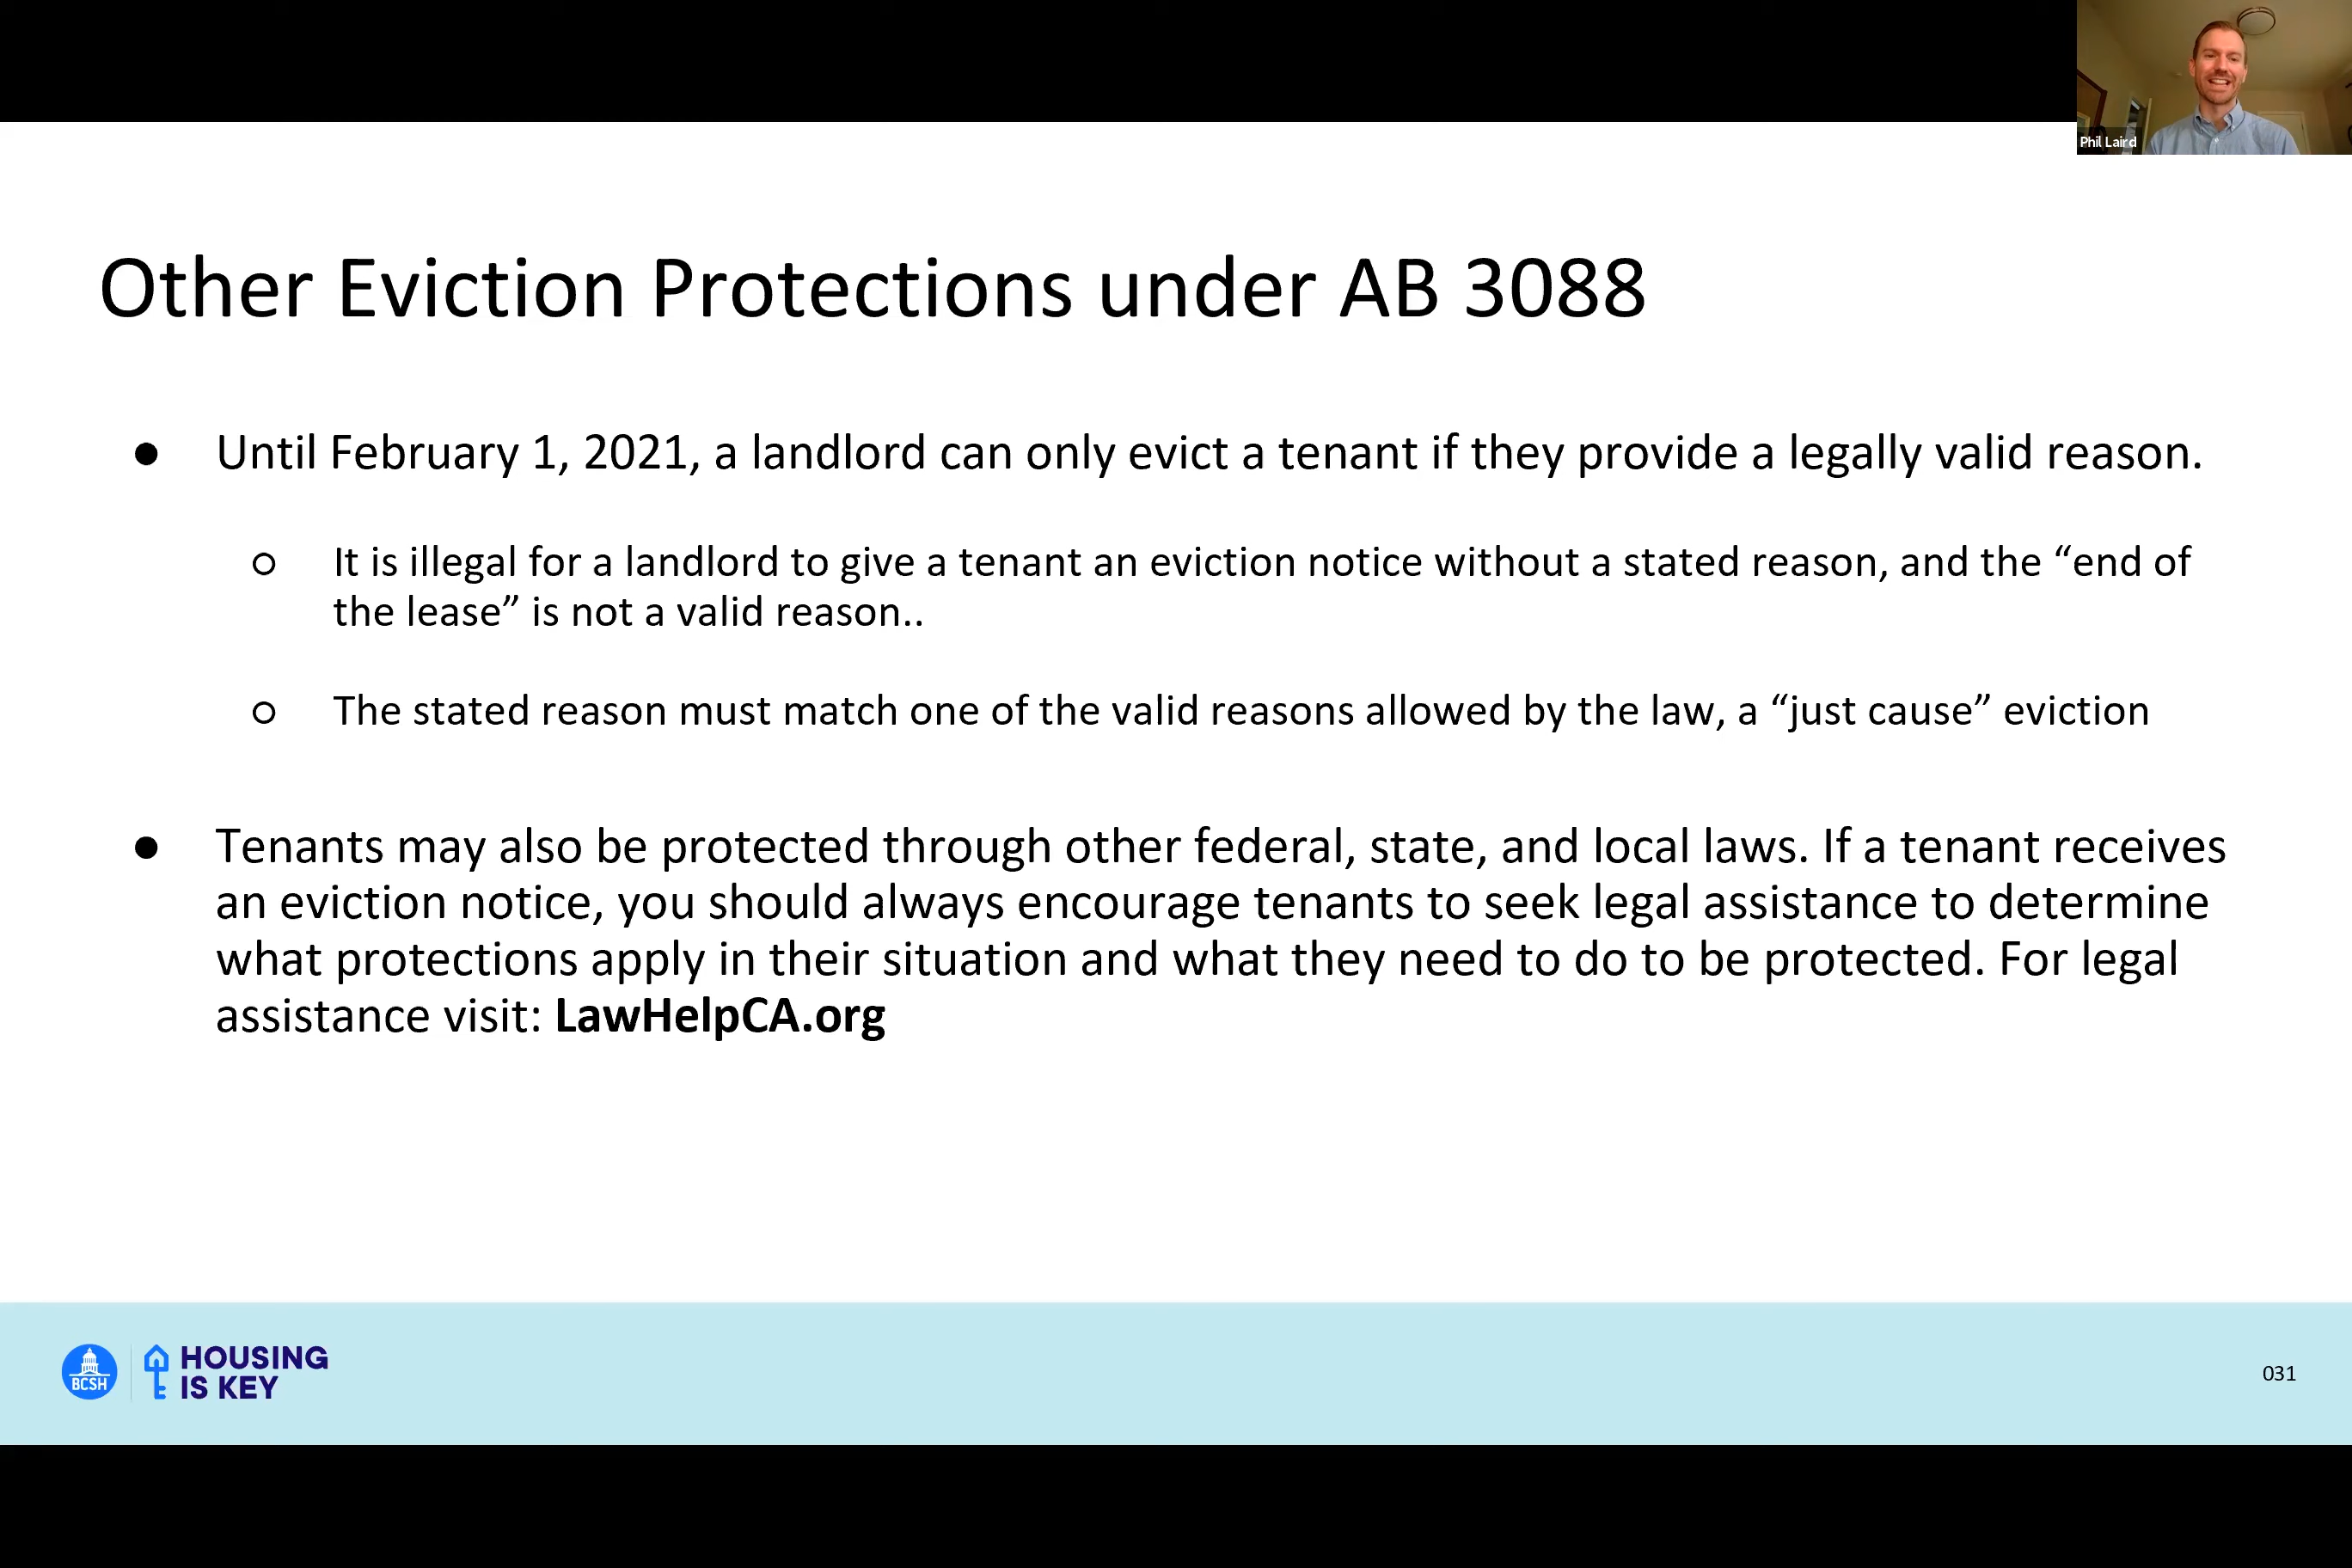 Phil Laird
Other Eviction Protections under AB 3088
● Until February 1, 2021, a landlord can only evict a tenant if they provide a legally valid reason.
○ It is illegal for a landlord to give a tenant an eviction notice without a stated reason, and the “end of
the lease” is not a valid reason..
○ The stated reason must match one of the valid reasons allowed by the law, a “just cause” eviction
● Tenants may also be protected through other federal, state, and local laws. If a tenant receives
an eviction notice, you should always encourage tenants to seek legal assistance to determine
what protections apply in their situation and what they need to do to be protected. For legal
assistance visit: LawHelpCA.org
BCSH
HOUSING
IS KEY
031